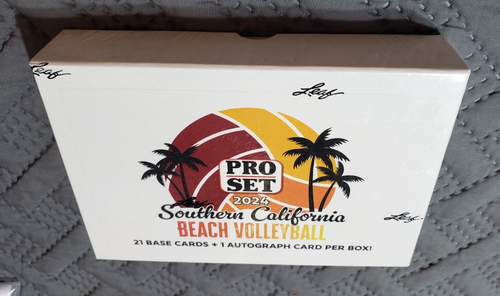 Leaf
Leaf
PRO
SET
2024
Southern California
BEACH VOLLEYBALL
21 BASE CARDS + 1 AUTOGRAPH CARD PER BOX!
Leaf